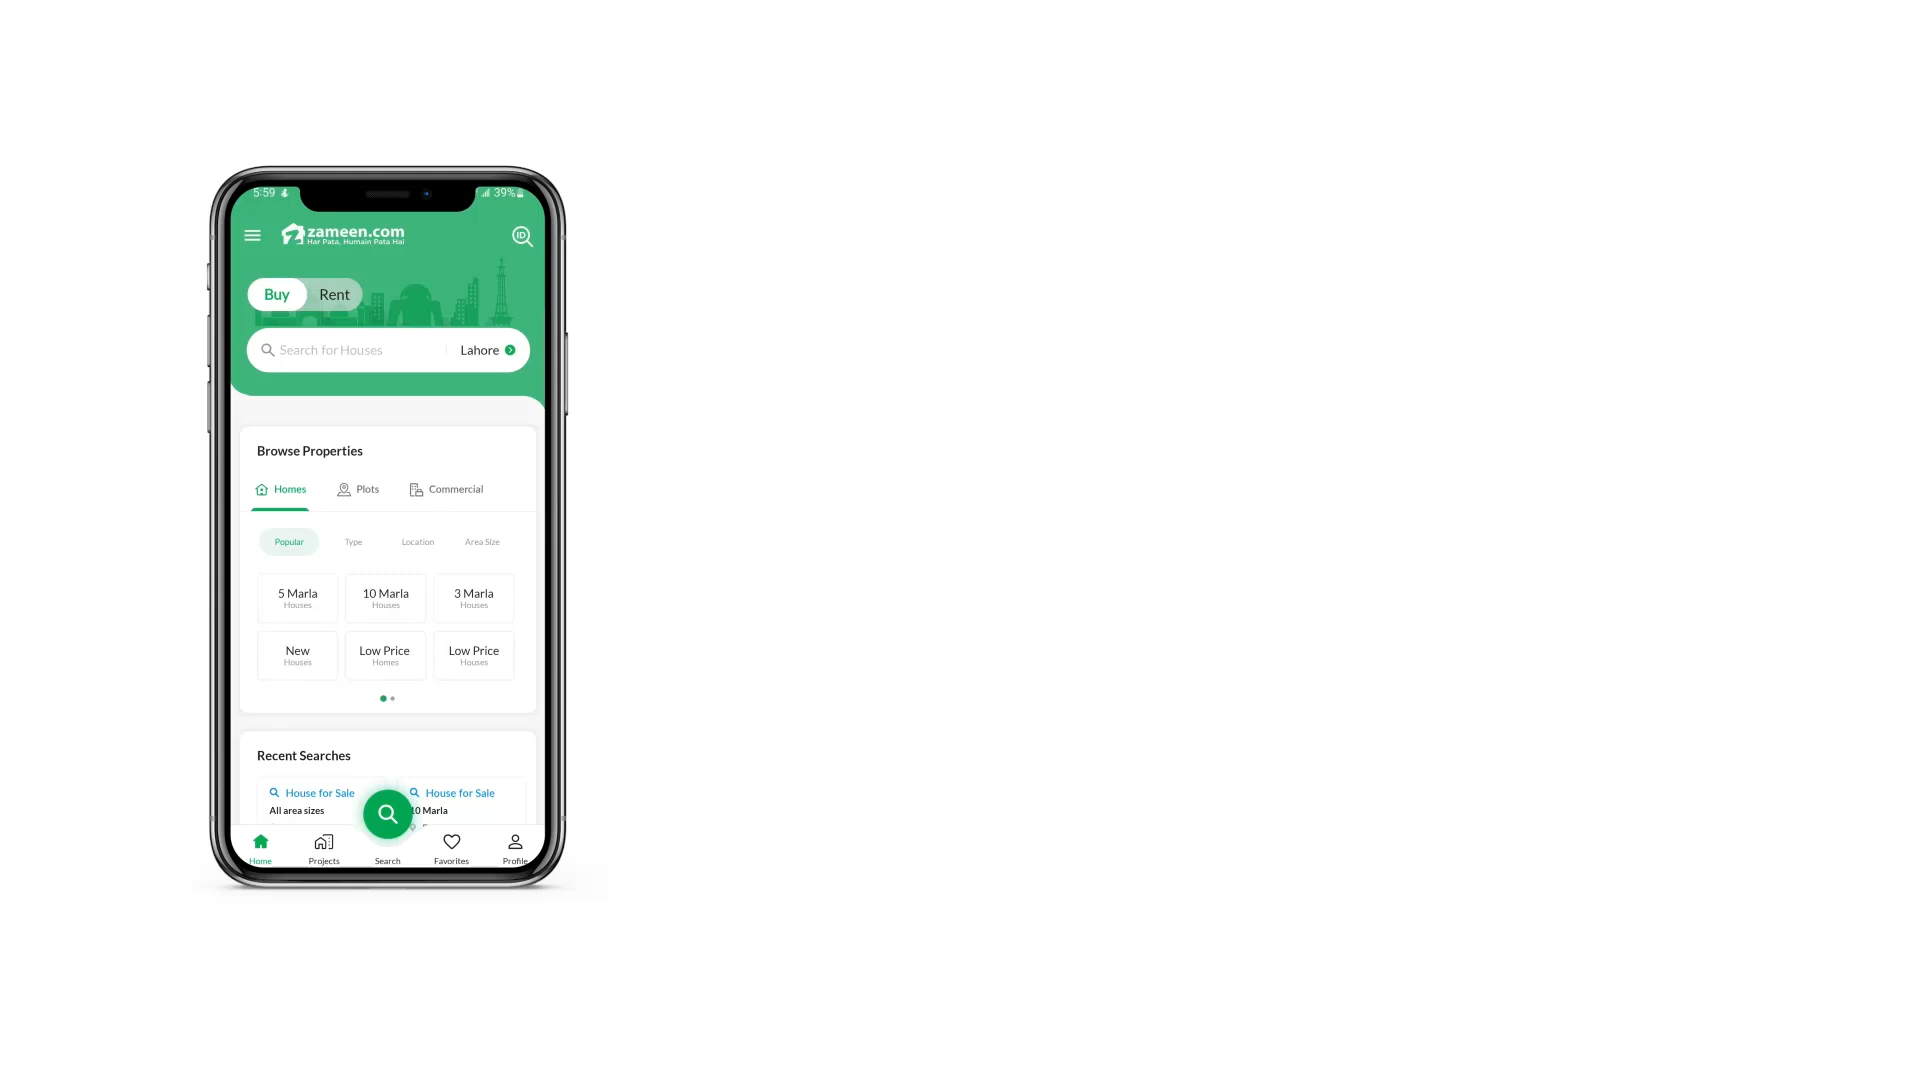 5:59
39%
zameen.com
Har Pata, Humain Pata Hai
ID
Buy Rent
Search for Houses Lahore
Browse Properties
Homes Plots Commercial
Popular Type Location Area Size
5 Marla 10 Marla 3 Marla
Houses Houses Houses
New Low Price Low Price
Houses Homes Houses
Recent Searches
House for Sale House for Sale
All area sizes 10 Marla
Home Projects Search Favorites Profile